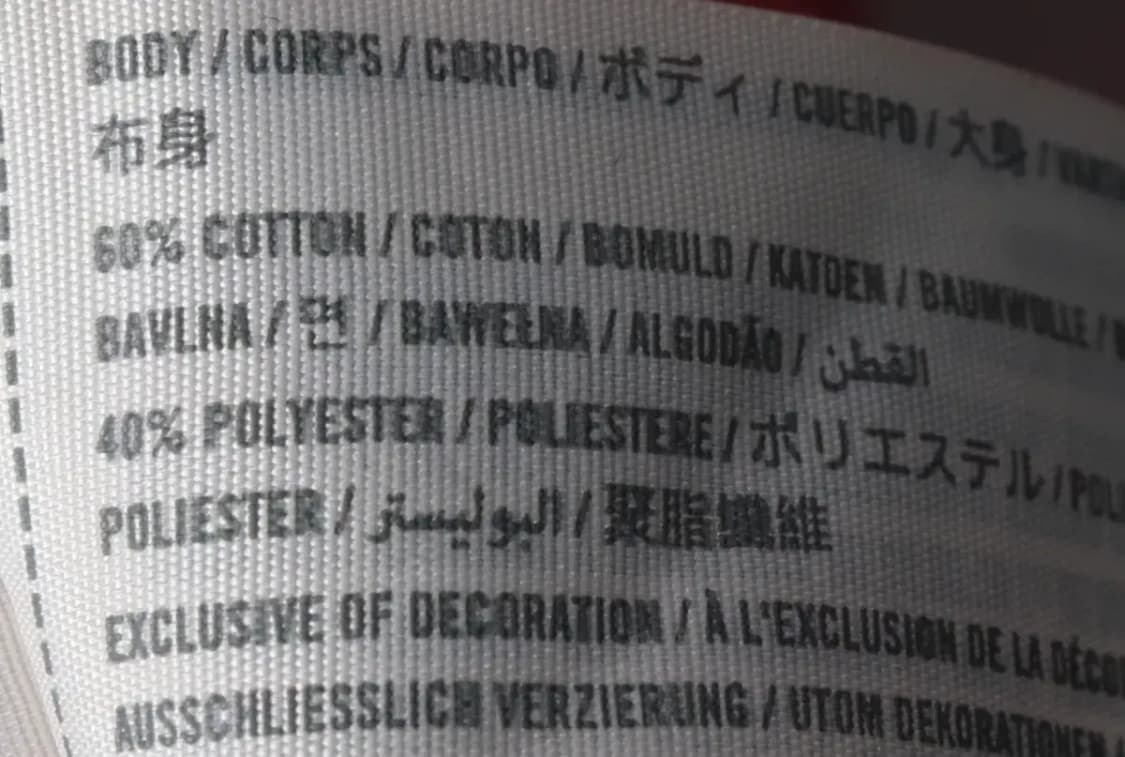 BODY / CORPS / CORPO / ボディ / CUERPO / 大身 /
布身
60% COTTON / COTON / BOMULD / KATOEN / BAUMWOLLE /
BAVLNA / 면 / BAWEŁNA / ALGODÃO / القطن
40% POLYESTER / POLIESTERE / ポリエステル /
POLIESTER / البوليستر / 聚脂纖維
EXCLUSIVE OF DECORATION / À L'EXCLUSION DE LA
AUSSCHLIESSLICH VERZIERUNG / UTOM DEKORATIONEN